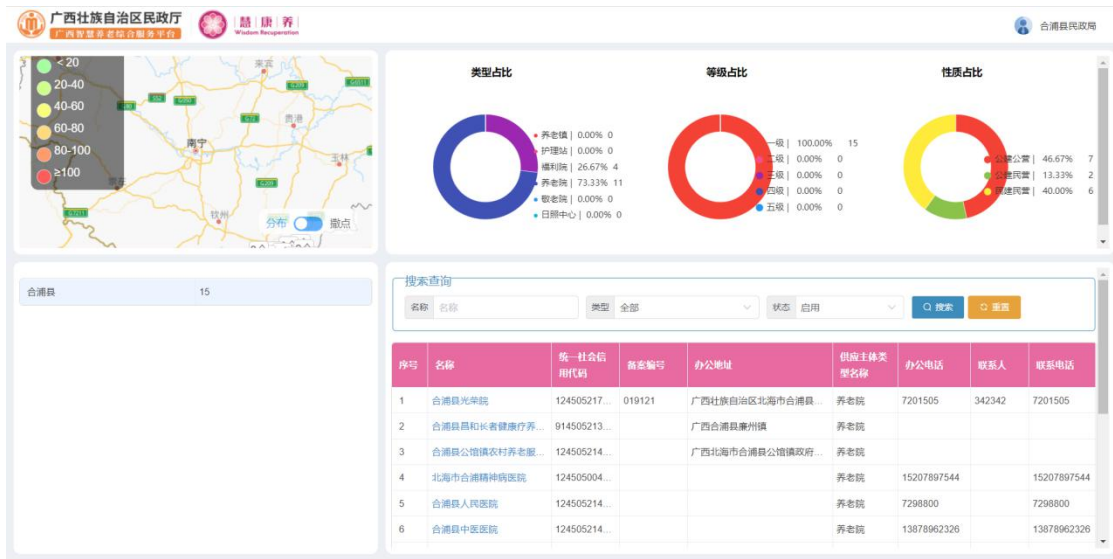 广西壮族自治区民政厅
广西智慧养老综合服务平台
慧 康 养
Wisdom Recuperation
合浦县民政局
<20
20-40
40-60
60-80
80-100
≥100
来宾
贵港
南宁
玉林
钦州
分布 撤点
类型占比
养老镇 | 0.00% 0
护理站 | 0.00% 0
福利院 | 26.67% 4
养老院 | 73.33% 11
敬老院 | 0.00% 0
日照中心 | 0.00% 0
等级占比
一级 | 100.00% 15
二级 | 0.00% 0
三级 | 0.00% 0
四级 | 0.00% 0
五级 | 0.00% 0
性质占比
公建公营 | 46.67% 7
公建民营 | 13.33% 2
民建民营 | 40.00% 6
合浦县 15
搜索查询
名称 名称 类型 全部 状态 启用 搜索 重置
序号 名称 统一社会信用代码 备案编号 办公地址 供应主体类型名称 办公电话 联系人 联系电话
1 合浦县光荣院 124505217... 019121 广西壮族自治区北海市合浦县... 养老院 7201505 342342 7201505
2 合浦县昌和长者健康疗养... 914505213... 广西合浦县廉州镇 养老院
3 合浦县公馆镇农村养老服... 124505214... 广西北海市合浦县公馆镇政府... 养老院
4 北海市合浦精神病医院 124505004... 养老院 15207897544 15207897544
5 合浦县人民医院 124505214... 养老院 7298800 7298800
6 合浦县中医医院 124505214... 养老院 13878962326 13878962326